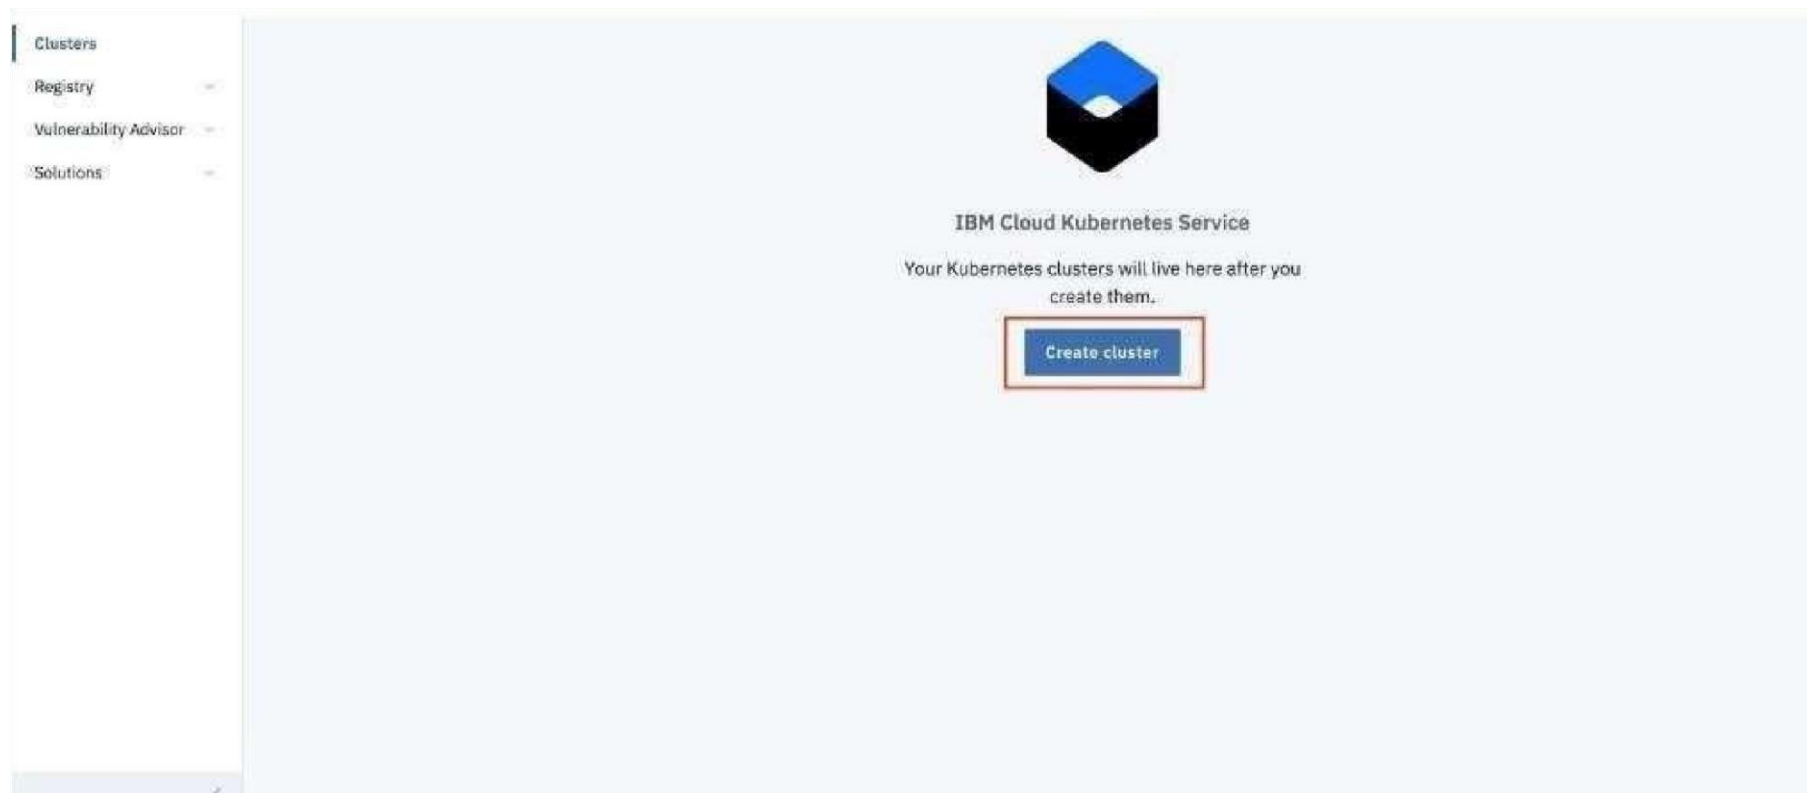 Clusters
Registry
Vulnerability Advisor
Solutions
IBM Cloud Kubernetes Service
Your Kubernetes clusters will live here after you
create them.
Create cluster